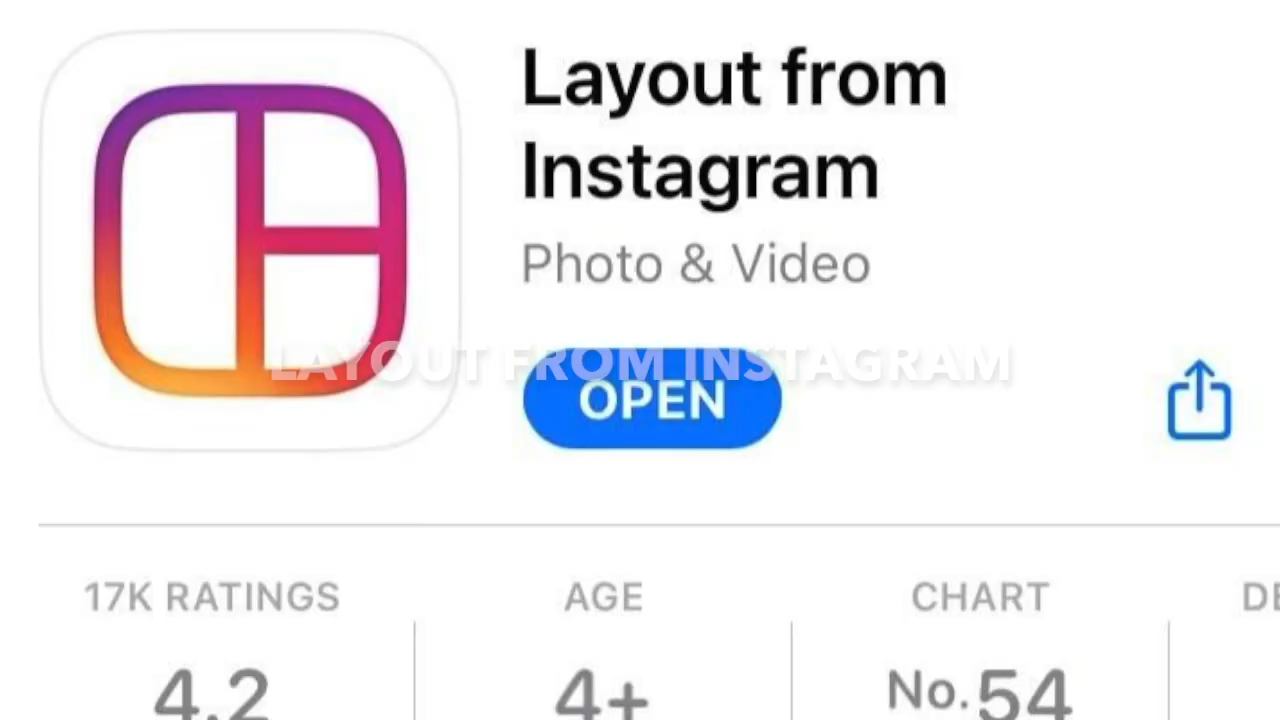 Layout from
Instagram
Photo & Video
LAYOUT FROM INSTAGRAM
OPEN
17K RATINGS
AGE
CHART
4.2
4+
No.54